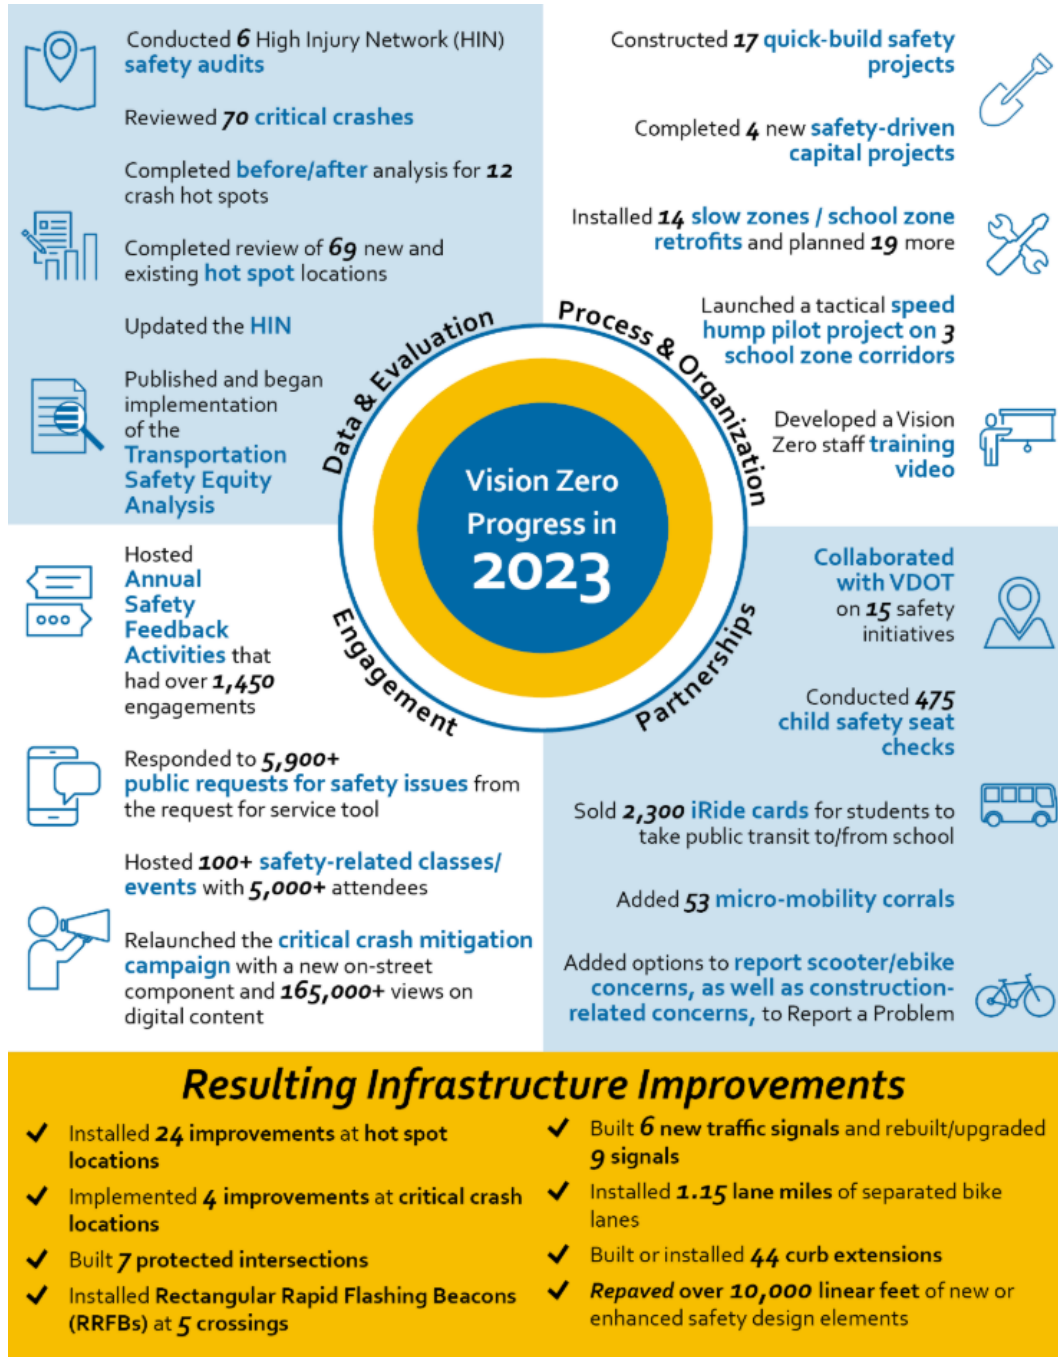 Conducted 6 High Injury Network (HIN)
safety audits
Reviewed 70 critical crashes
Completed before/after analysis for 12
crash hot spots
Completed review of 69 new and
existing hot spot locations
Updated the HIN
Published and began
implementation
of the
Transportation
Safety Equity
Analysis
Constructed 17 quick-build safety
projects
Completed 4 new safety-driven
capital projects
Installed 14 slow zones / school zone
retrofits and planned 19 more
Launched a tactical speed
hump pilot project on 3
school zone corridors
Developed a Vision
Zero staff training
video
Data & Evaluation
Process & Organization
Vision Zero
Progress in
2023
Engagement
Partnerships
Hosted
Annual
Safety
Feedback
Activities that
had over 1,450
engagements
Responded to 5,900+
public requests for safety issues from
the request for service tool
Hosted 100+ safety-related classes/
events with 5,000+ attendees
Relaunched the critical crash mitigation
campaign with a new on-street
component and 165,000+ views on
digital content
Collaborated
with VDOT
on 15 safety
initiatives
Conducted 475
child safety seat
checks
Sold 2,300 iRide cards for students to
take public transit to/from school
Added 53 micro-mobility corrals
Added options to report scooter/ebike
concerns, as well as construction-
related concerns, to Report a Problem
Resulting Infrastructure Improvements
Installed 24 improvements at hot spot
locations
Implemented 4 improvements at critical crash
locations
Built 7 protected intersections
Installed Rectangular Rapid Flashing Beacons
(RRFBs) at 5 crossings
Built 6 new traffic signals and rebuilt/upgraded
9 signals
Installed 1.15 lane miles of separated bike
lanes
Built or installed 44 curb extensions
Repaved over 10,000 linear feet of new or
enhanced safety design elements